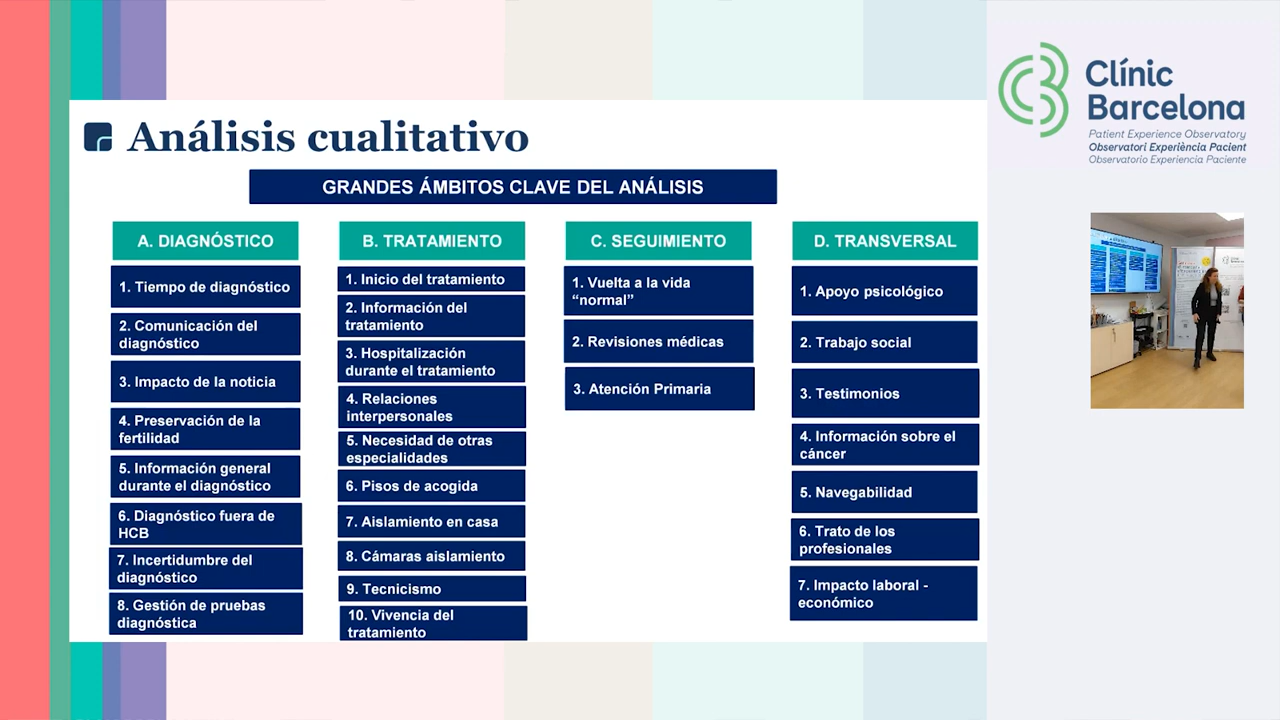 Análisis cualitativo
GRANDES ÁMBITOS CLAVE DEL ANÁLISIS
A. DIAGNÓSTICO
1. Tiempo de diagnóstico
2. Comunicación del
diagnóstico
3. Impacto de la noticia
4. Preservación de la
fertilidad
5. Información general
durante el diagnóstico
6. Diagnóstico fuera de
HCB
7. Incertidumbre del
diagnóstico
8. Gestión de pruebas
diagnóstica
B. TRATAMIENTO
1. Inicio del tratamiento
2. Información del
tratamiento
3. Hospitalización
durante el tratamiento
4. Relaciones
interpersonales
5. Necesidad de otras
especialidades
6. Pisos de acogida
7. Aislamiento en casa
8. Cámaras aislamiento
9. Tecnicismo
10. Vivencia del
tratamiento
C. SEGUIMIENTO
1. Vuelta a la vida
“normal”
2. Revisiones médicas
3. Atención Primaria
D. TRANSVERSAL
1. Apoyo psicológico
2. Trabajo social
3. Testimonios
4. Información sobre el
cáncer
5. Navegabilidad
6. Trato de los
profesionales
7. Impacto laboral -
económico
Clínic
Barcelona
Patient Experience Observatory
Observatori Experiència Pacient
Observatorio Experiencia Paciente